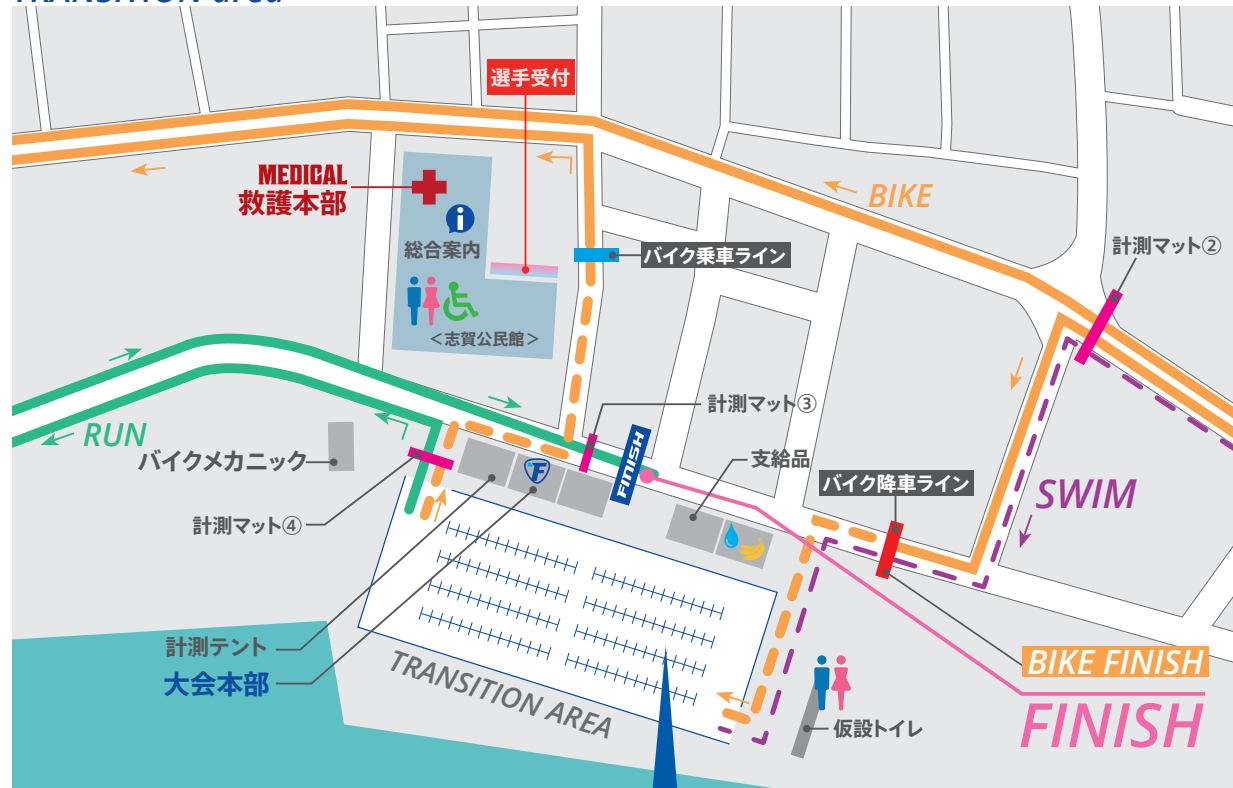 TRANSITON area
選手受付
MEDICAL
救護本部
総合案内
<志賀公民館>
バイク乗車ライン
BIKE
計測マット②
計測マット③
RUN
バイクメカニック
FINISH
支給品
バイク降車ライン
SWIM
計測マット④
計測テント
大会本部
TRANSITION AREA
BIKE FINISH
FINISH
仮設トイレ